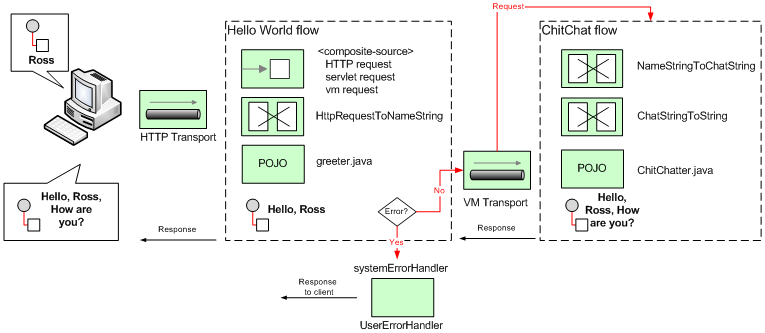 Request
Hello World flow
ChitChat flow
Ross
<composite-source>
HTTP request
servlet request
vm request
NameStringToChatString
HTTP Transport
HttpRequestToNameString
ChatStringToString
POJO
greeter.java
POJO
ChitChatter.java
VM Transport
No
Hello, Ross,
How are
you?
Hello, Ross
Error?
Hello,
Ross, How
are you?
Response
Response
Yes
systemErrorHandler
Response
to client
UserErrorHandler